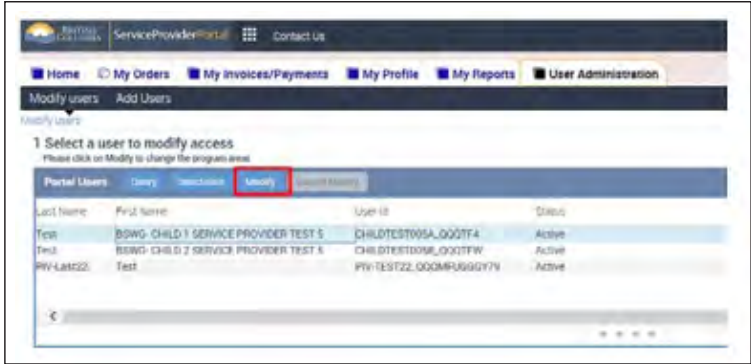 BRITISH COLUMBIA ServiceProviderPortal Contact Us
Home My Orders My Invoices/Payments My Profile My Reports User Administration
Modify users Add Users
Modify users
1 Select a user to modify access
Please click on Modify to change the program areas
Portal Users Query Deactivate Modify
Last Name First Name User Id Status
Test BSWG- CHILD 1 SERVICE PROVIDER TEST 5 Active
Test BSWG- CHILD 2 SERVICE PROVIDER TEST 5 Active
PIV-Last22 Test Active